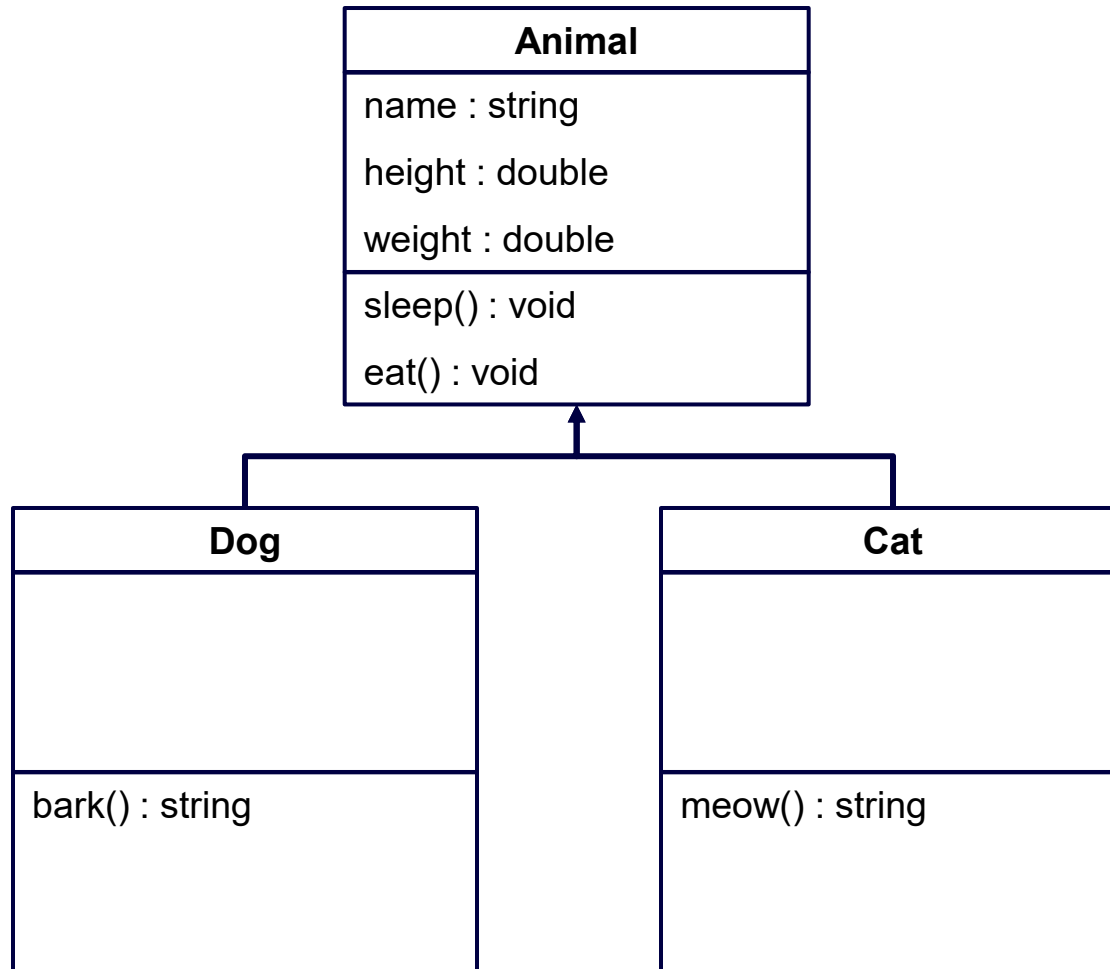 Animal
name : string
height : double
weight : double
sleep() : void
eat() : void
Dog
bark() : string
Cat
meow() : string